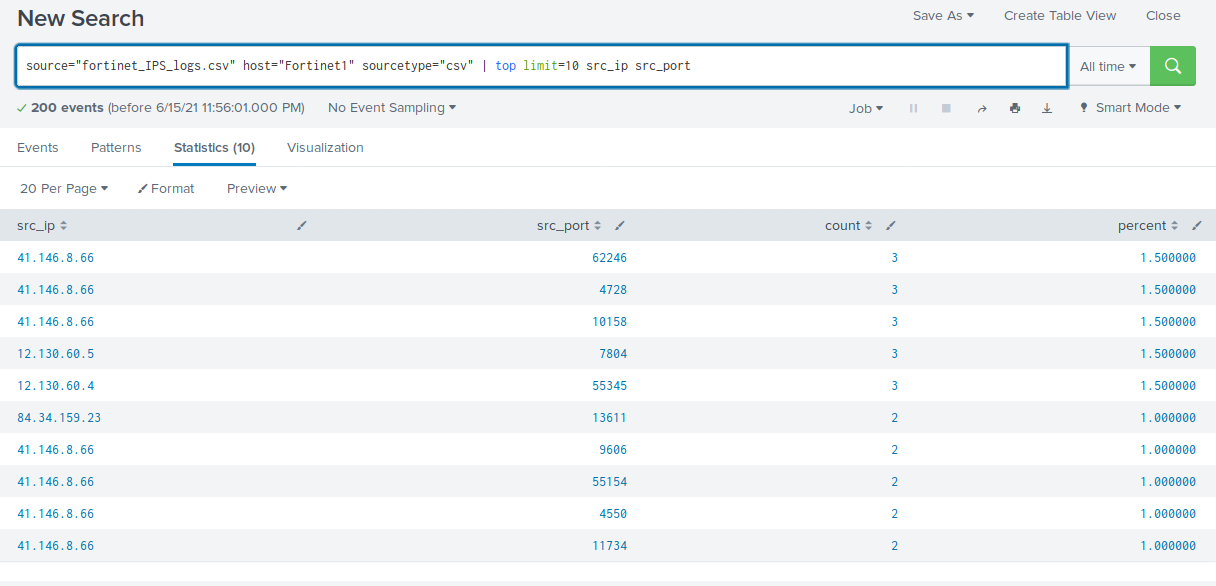 New Search
Save As Create Table View Close
source="fortinet_IPS_logs.csv" host="Fortinet1" sourcetype="csv" | top limit=10 src_ip src_port
All time
200 events (before 6/15/21 11:56:01.000 PM) No Event Sampling
Job Smart Mode
Events Patterns Statistics (10) Visualization
20 Per Page Format Preview
src_ip src_port count percent
41.146.8.66 62246 3 1.500000
41.146.8.66 4728 3 1.500000
41.146.8.66 10158 3 1.500000
12.130.60.5 7804 3 1.500000
12.130.60.4 55345 3 1.500000
84.34.159.23 13611 2 1.000000
41.146.8.66 9606 2 1.000000
41.146.8.66 55154 2 1.000000
41.146.8.66 4550 2 1.000000
41.146.8.66 11734 2 1.000000